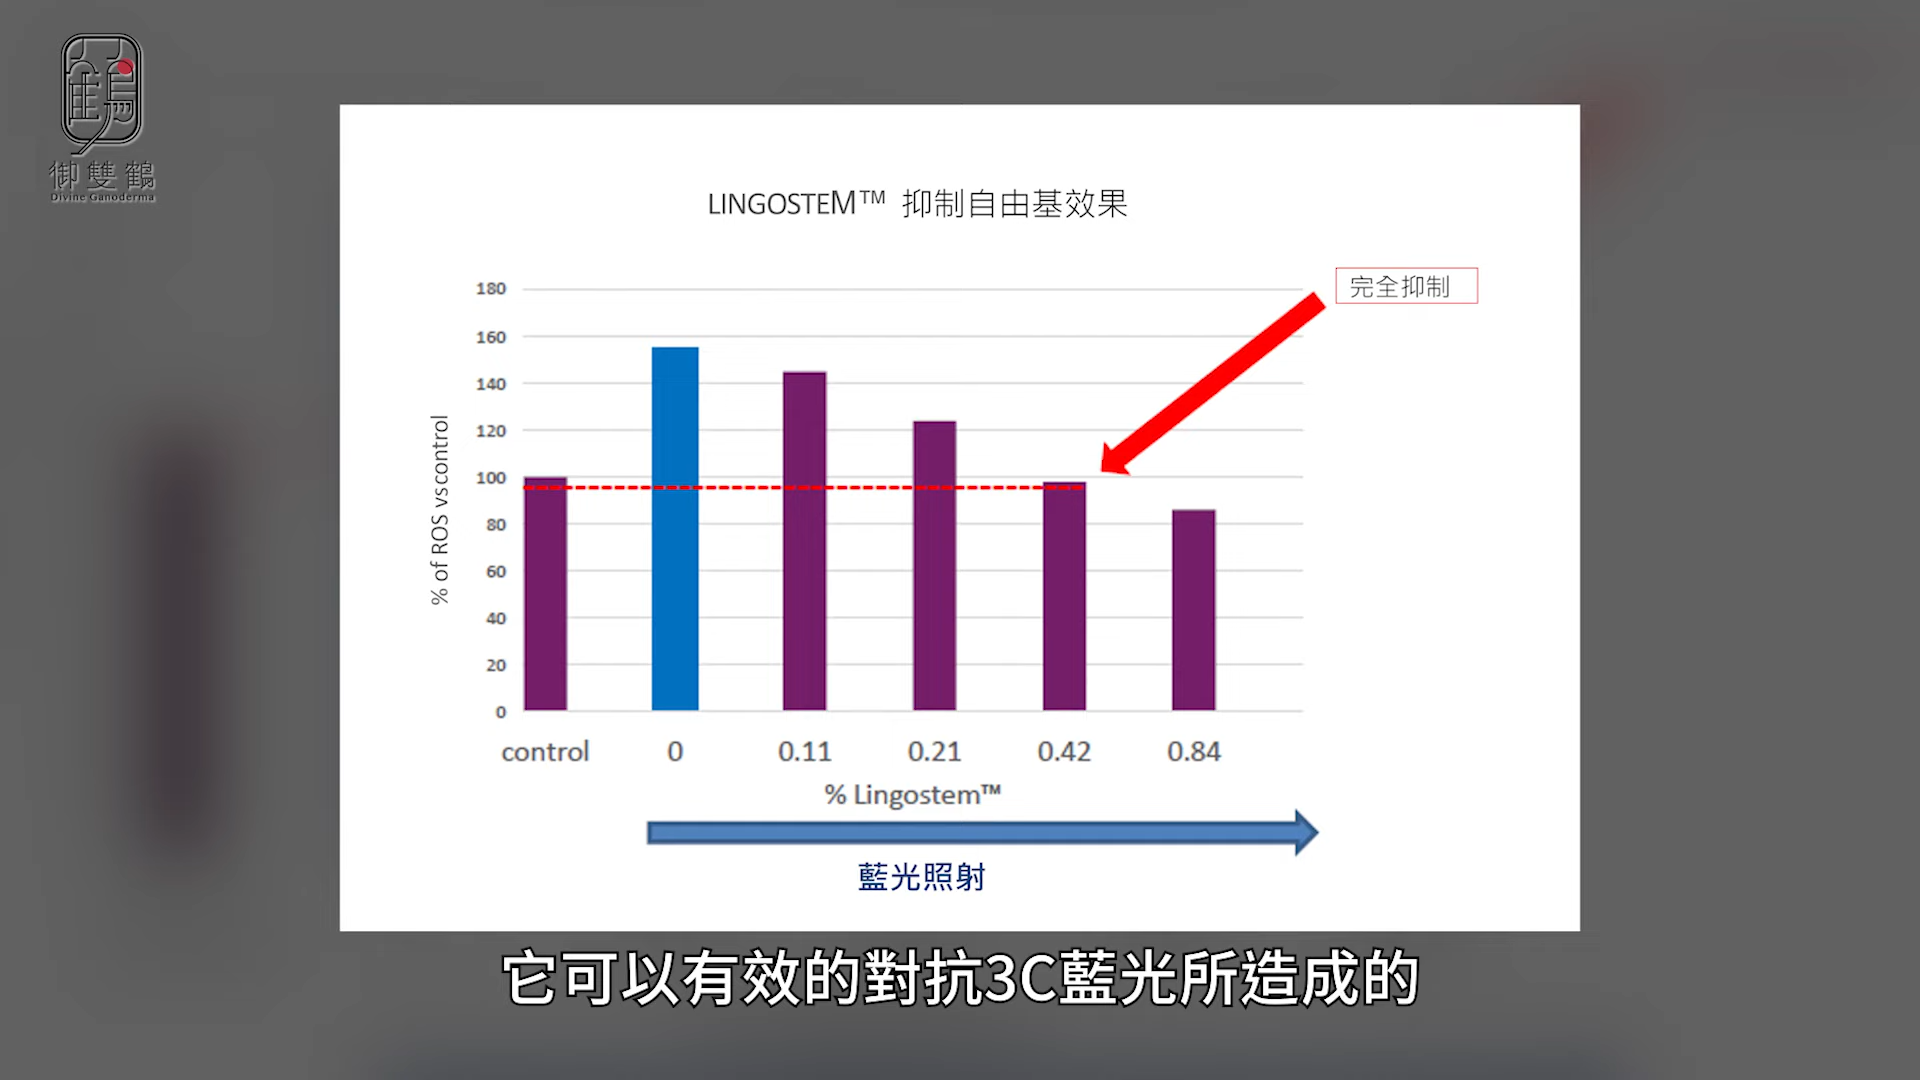 鶴
御雙鶴
Divine Ganoderma
LINGOSTEM™ 抑制自由基效果
完全抑制
% of ROS vscontrol
180
160
140
120
100
80
60
40
20
0
control 0 0.11 0.21 0.42 0.84
% Lingostem™
藍光照射
它可以有效的對抗3C藍光所造成的